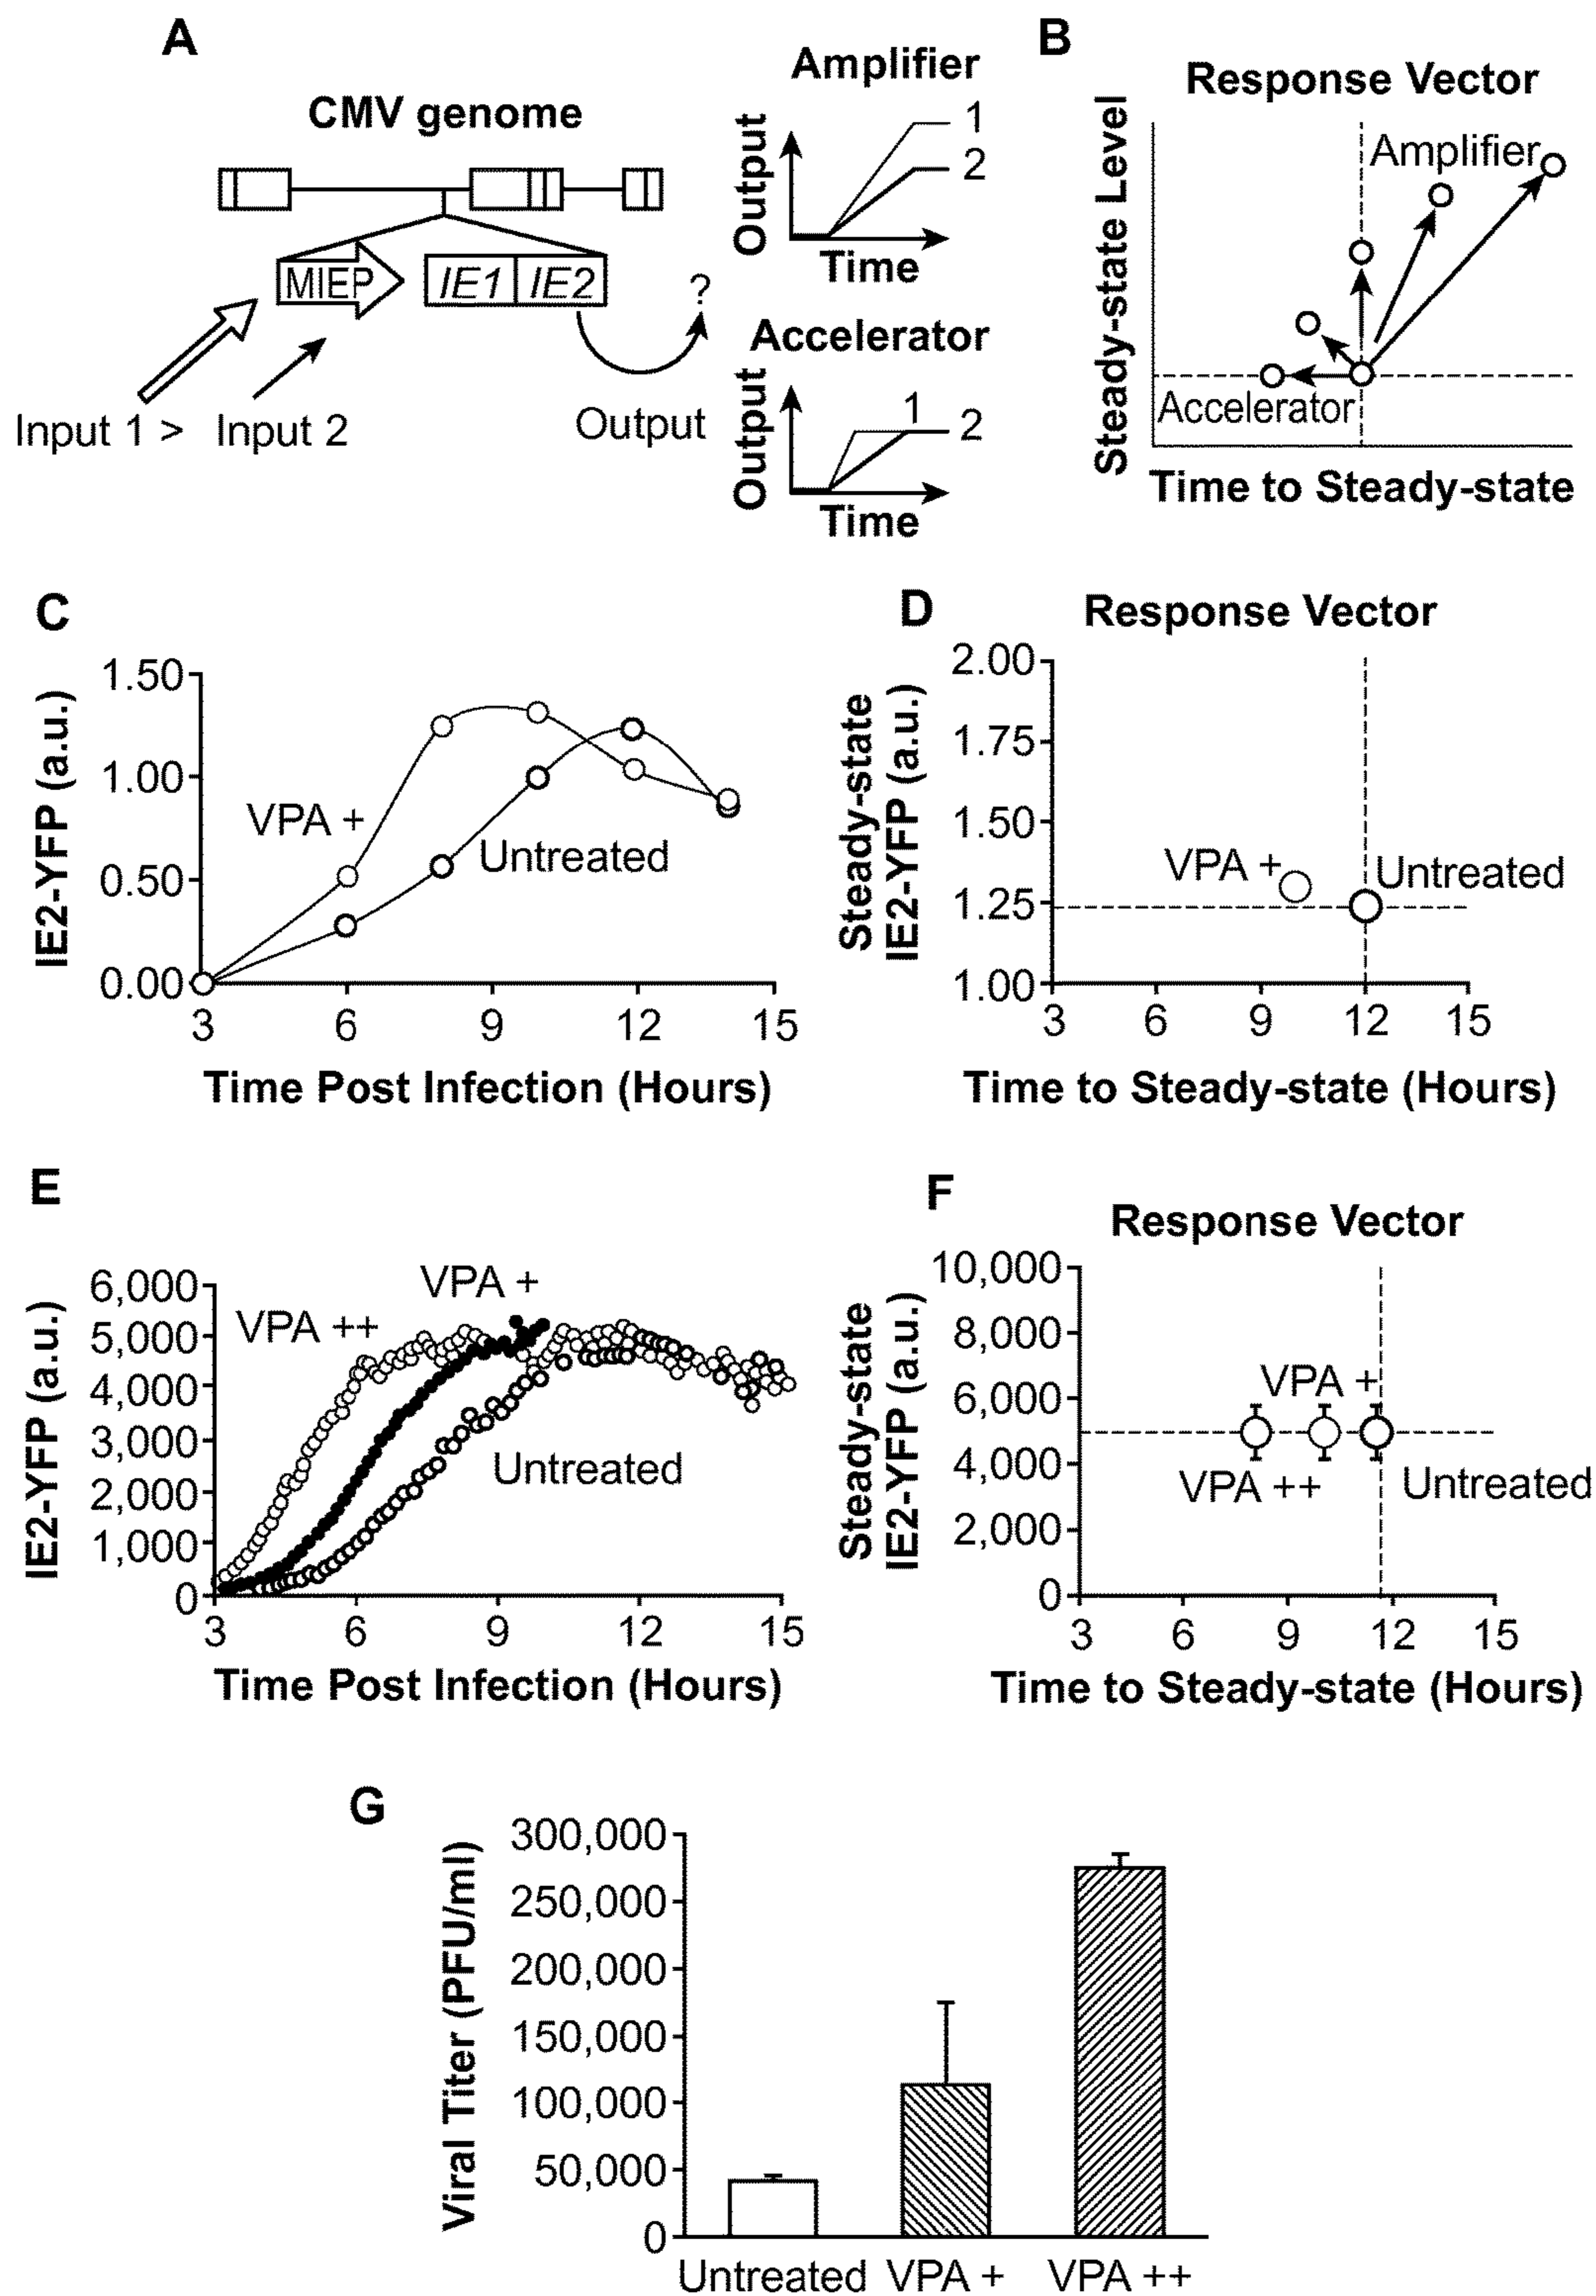 A
CMV genome
MIEP
IE1
IE2
?
Input 1 > Input 2
Output
Amplifier
Output
1
2
Time
Accelerator
Output
1
2
Time
B
Response Vector
Steady-state Level
Amplifier
Accelerator
Time to Steady-state
C
IE2-YFP (a.u.)
1.50
1.00
0.50
0.00
VPA +
Untreated
3 6 9 12 15
Time Post Infection (Hours)
D
Response Vector
Steady-state
IE2-YFP (a.u.)
2.00
1.75
1.50
1.25
1.00
VPA +
Untreated
3 6 9 12 15
Time to Steady-state (Hours)
E
IE2-YFP (a.u.)
6,000
5,000
4,000
3,000
2,000
1,000
0
VPA +
VPA ++
Untreated
3 6 9 12 15
Time Post Infection (Hours)
F
Response Vector
Steady-state
IE2-YFP (a.u.)
10,000
8,000
6,000
4,000
2,000
0
VPA +
VPA ++
Untreated
3 6 9 12 15
Time to Steady-state (Hours)
G
Viral Titer (PFU/ml)
300,000
250,000
200,000
150,000
100,000
50,000
0
Untreated VPA + VPA ++